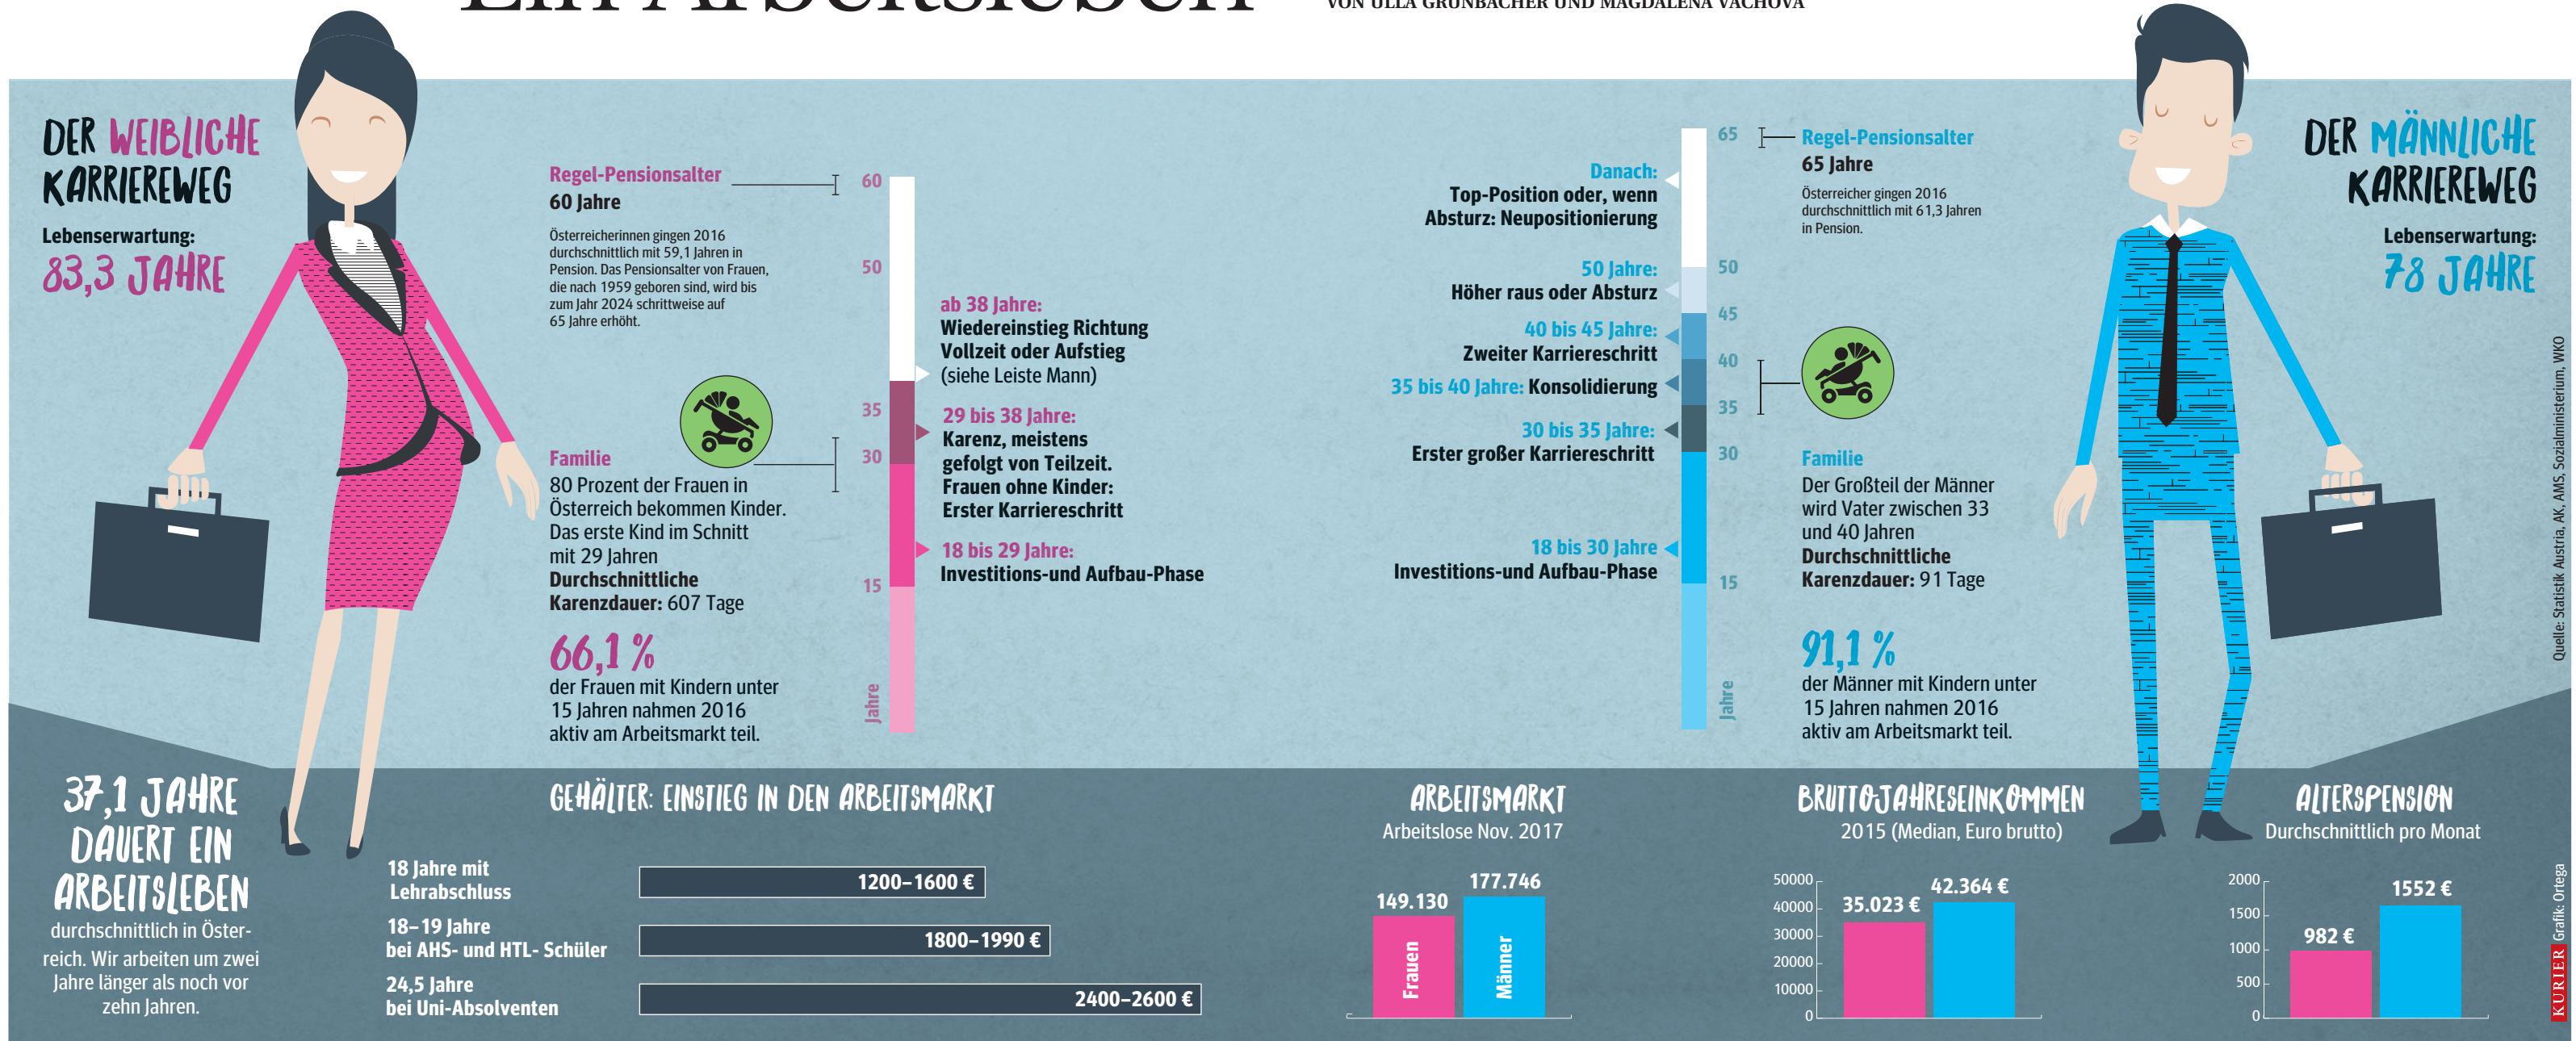 Ein Arbeitsleben
VON ULLA GRÜNBACHER UND MAGDALENA VACHOVA
DER WEIBLICHE
KARRIEREWEG
Lebenserwartung:
83,3 JAHRE
Regel-Pensionsalter
60 Jahre
Österreicherinnen gingen 2016
durchschnittlich mit 59,1 Jahren in
Pension. Das Pensionsalter von Frauen,
die nach 1959 geboren sind, wird bis
zum Jahr 2024 schrittweise auf
65 Jahre erhöht.
Familie
80 Prozent der Frauen in
Österreich bekommen Kinder.
Das erste Kind im Schnitt
mit 29 Jahren
Durchschnittliche
Karenzdauer: 607 Tage
66,1 %
der Frauen mit Kindern unter
15 Jahren nahmen 2016
aktiv am Arbeitsmarkt teil.
60
50
35
30
15
Jahre
ab 38 Jahre:
Wiedereinstieg Richtung
Vollzeit oder Aufstieg
(siehe Leiste Mann)
29 bis 38 Jahre:
Karenz, meistens
gefolgt von Teilzeit.
Frauen ohne Kinder:
Erster Karriereschritt
18 bis 29 Jahre:
Investitions-und Aufbau-Phase
Danach:
Top-Position oder, wenn
Absturz: Neupositionierung
50 Jahre:
Höher raus oder Absturz
40 bis 45 Jahre:
Zweiter Karriereschritt
35 bis 40 Jahre: Konsolidierung
30 bis 35 Jahre:
Erster großer Karriereschritt
18 bis 30 Jahre
Investitions-und Aufbau-Phase
65
50
45
40
35
30
15
Jahre
Regel-Pensionsalter
65 Jahre
Österreicher gingen 2016
durchschnittlich mit 61,3 Jahren
in Pension.
Familie
Der Großteil der Männer
wird Vater zwischen 33
und 40 Jahren
Durchschnittliche
Karenzdauer: 91 Tage
91,1 %
der Männer mit Kindern unter
15 Jahren nahmen 2016
aktiv am Arbeitsmarkt teil.
DER MÄNNLICHE
KARRIEREWEG
Lebenserwartung:
78 JAHRE
Quelle: Statistik Austria, AK, AMS, Sozialministerium, WKO
37,1 JAHRE
DAUERT EIN
ARBEITSLEBEN
durchschnittlich in Öster-
reich. Wir arbeiten um zwei
Jahre länger als noch vor
zehn Jahren.
GEHÄLTER: EINSTIEG IN DEN ARBEITSMARKT
18 Jahre mit
Lehrabschluss
1200–1600 €
18–19 Jahre
bei AHS- und HTL- Schüler
1800–1990 €
24,5 Jahre
bei Uni-Absolventen
2400–2600 €
ARBEITSMARKT
Arbeitslose Nov. 2017
149.130
177.746
Frauen
Männer
BRUTTOJAHRESEINKOMMEN
2015 (Median, Euro brutto)
50000
40000
30000
20000
10000
0
35.023 €
42.364 €
ALTERSPENSION
Durchschnittlich pro Monat
2000
1500
1000
500
0
982 €
1552 €
KURIER Grafik: Ortega